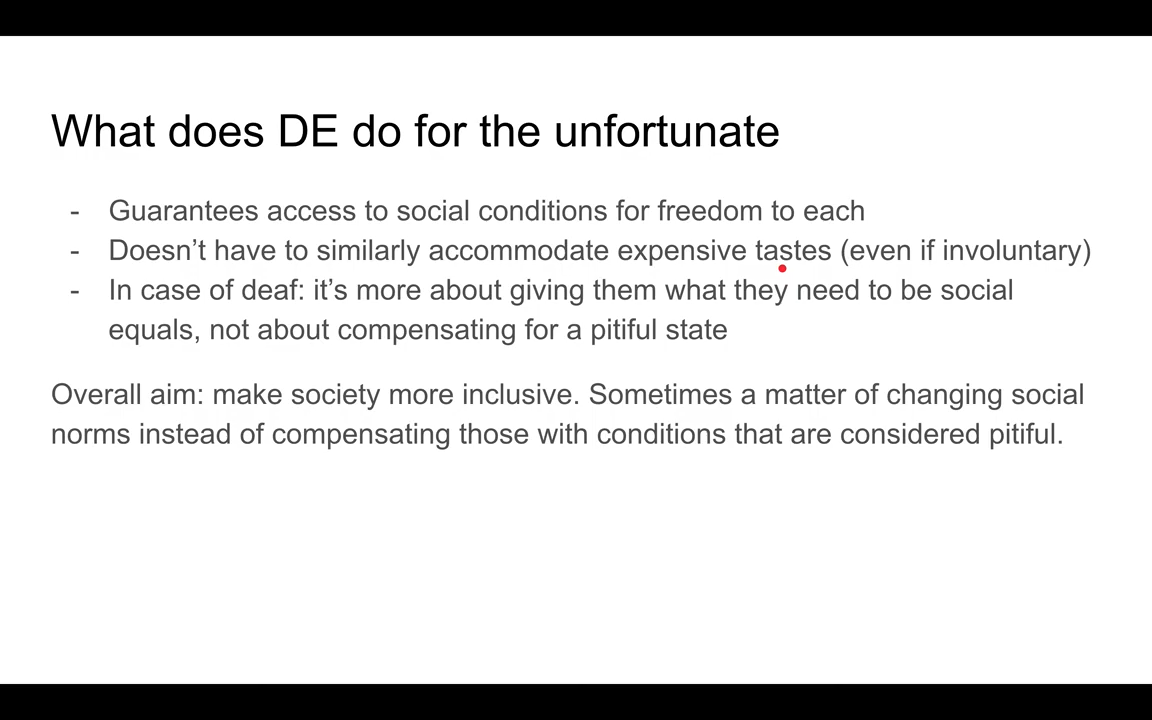 What does DE do for the unfortunate
- Guarantees access to social conditions for freedom to each
- Doesn’t have to similarly accommodate expensive tastes (even if involuntary)
- In case of deaf: it’s more about giving them what they need to be social
equals, not about compensating for a pitiful state
Overall aim: make society more inclusive. Sometimes a matter of changing social
norms instead of compensating those with conditions that are considered pitiful.